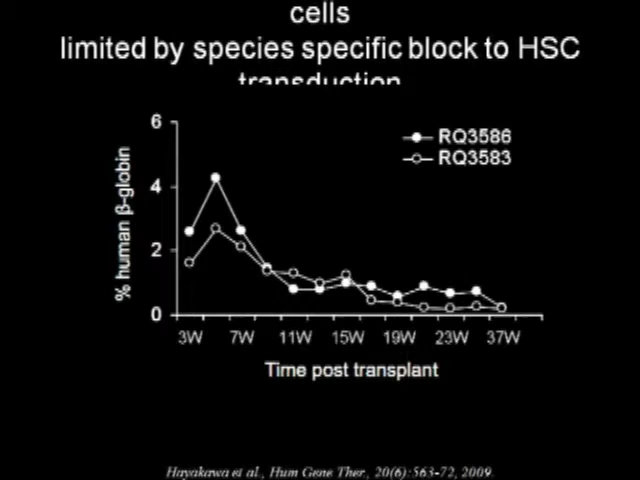 cells
limited by species specific block to HSC
transduction
RQ3586
RQ3583
% human β-globin
6
4
2
0
3W 7W 11W 15W 19W 23W 37W
Time post transplant
Hayakawa et al., Hum Gene Ther., 20(6):563-72, 2009.